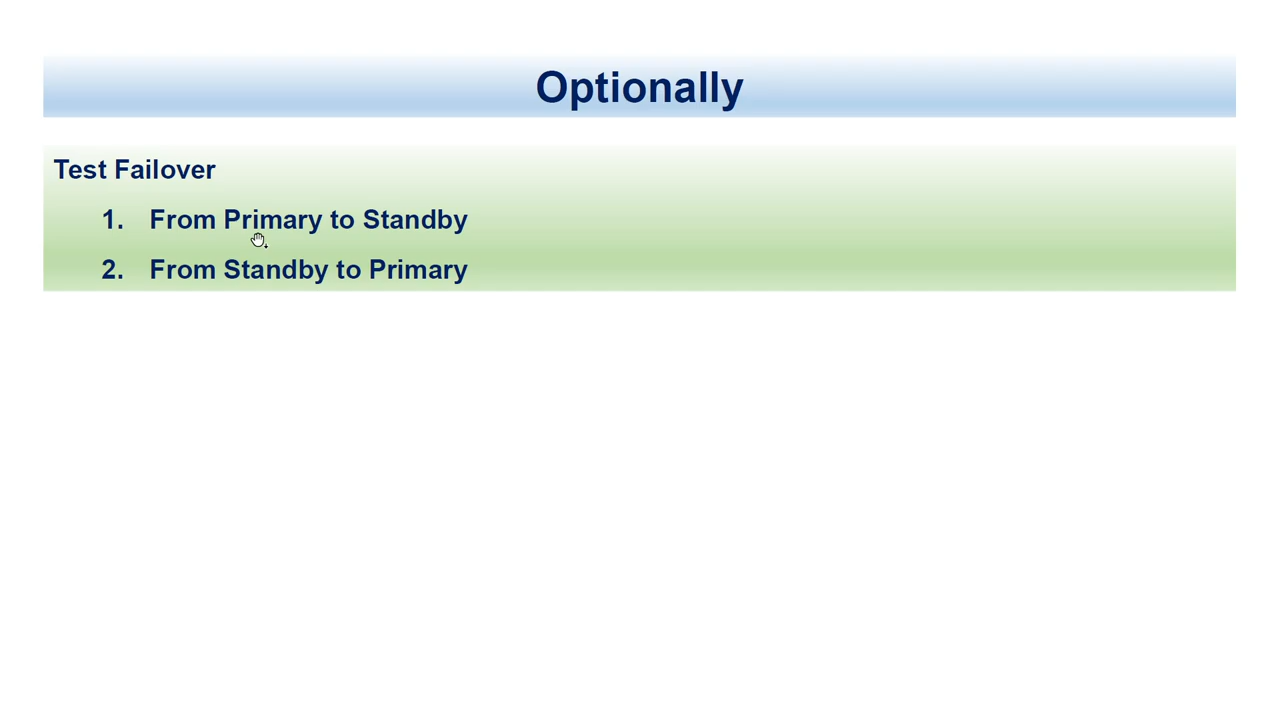 Optionally
Test Failover
1. From Primary to Standby
2. From Standby to Primary